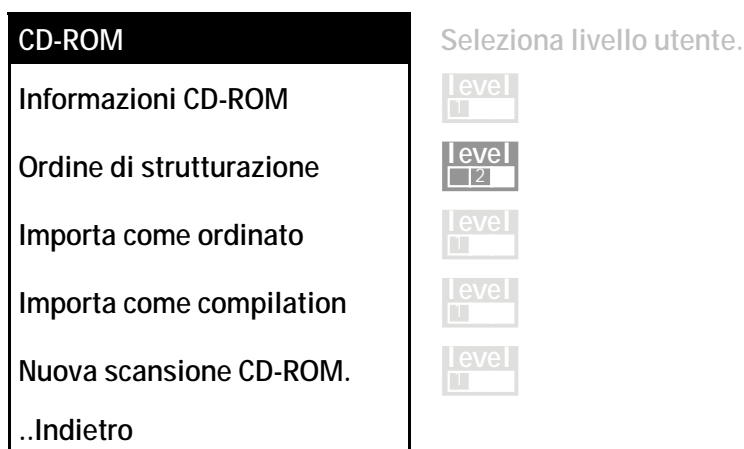 CD-ROM
Seleziona livello utente.
Informazioni CD-ROM
level
1
Ordine di strutturazione
level
2
Importa come ordinato
level
1
Importa come compilation
level
1
Nuova scansione CD-ROM.
level
1
..Indietro